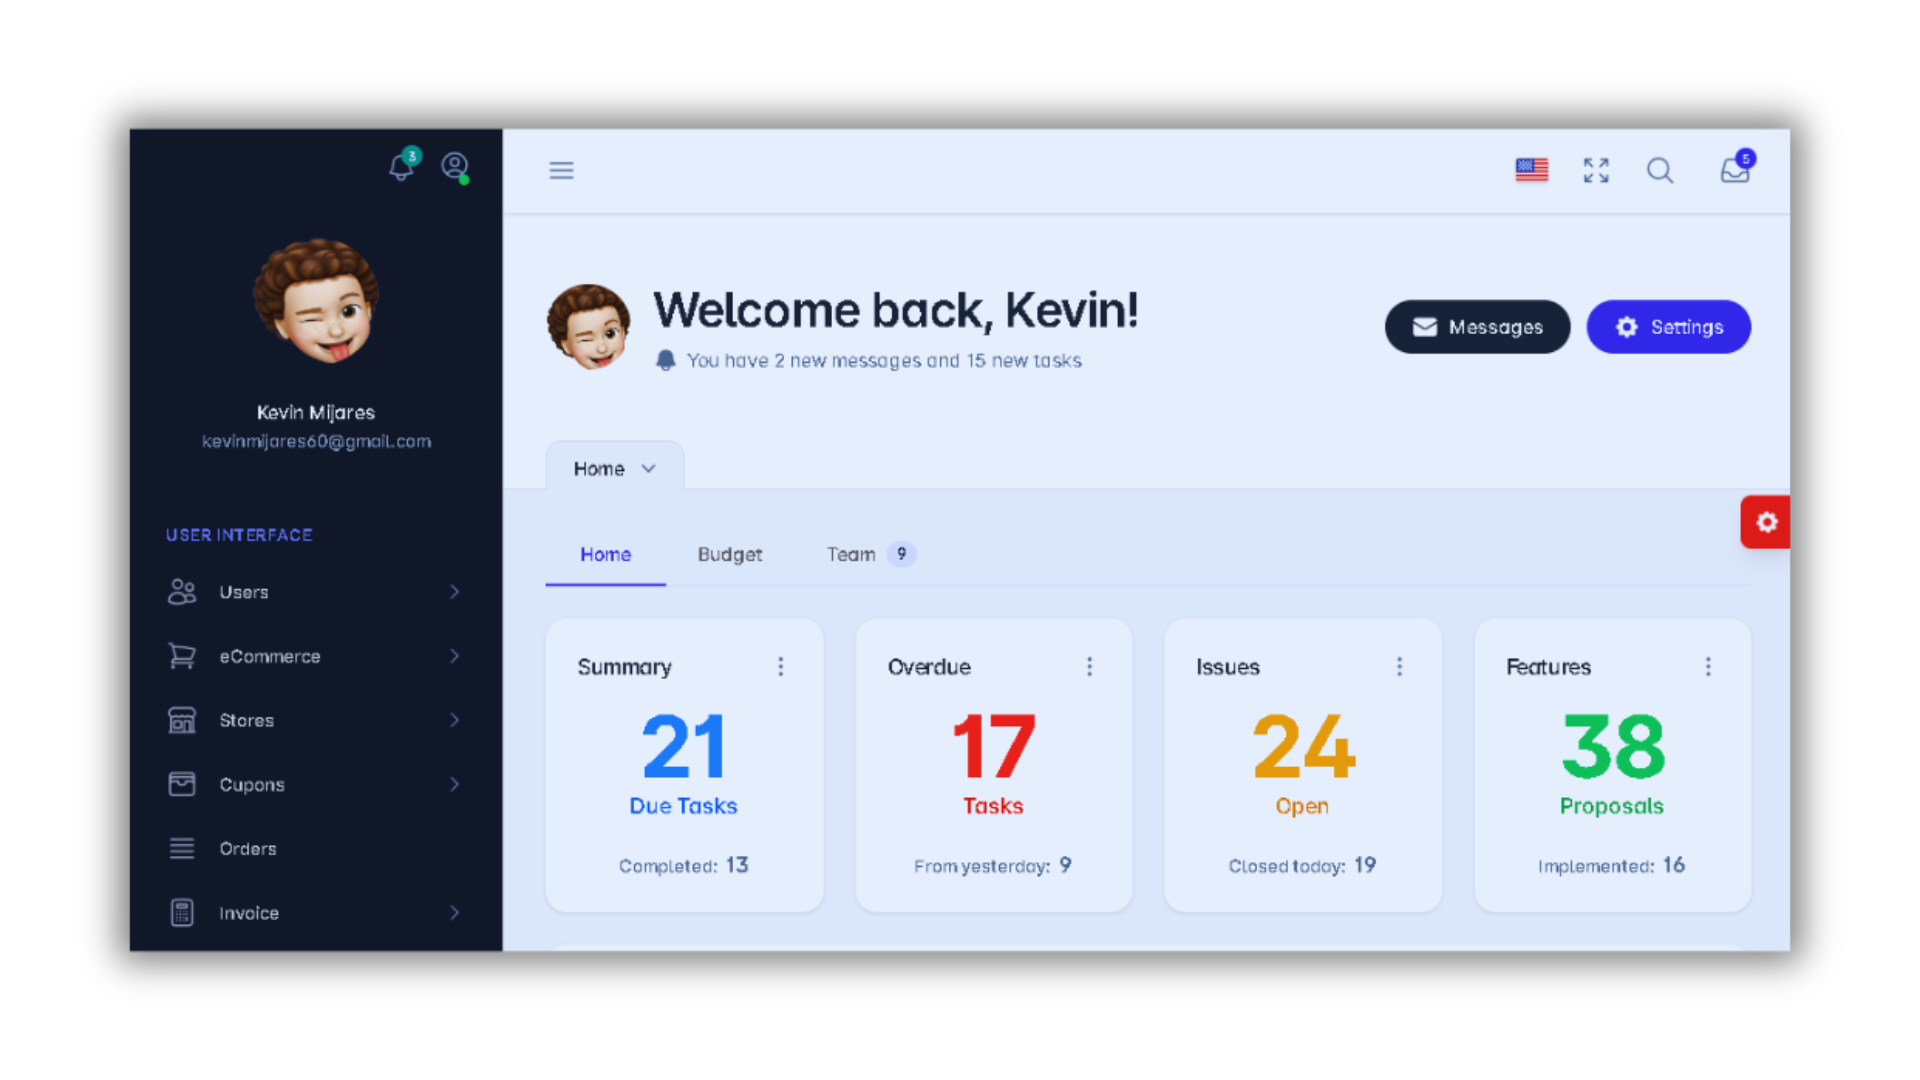 3
5
Kevin Mijares
kevinmijares60@gmail.com
USER INTERFACE
Users
eCommerce
Stores
Cupons
Orders
Invoice
Welcome back, Kevin!
You have 2 new messages and 15 new tasks
Messages
Settings
Home
Home
Budget
Team 9
Summary
21
Due Tasks
Completed: 13
Overdue
17
Tasks
From yesterday: 9
Issues
24
Open
Closed today: 19
Features
38
Proposals
Implemented: 16